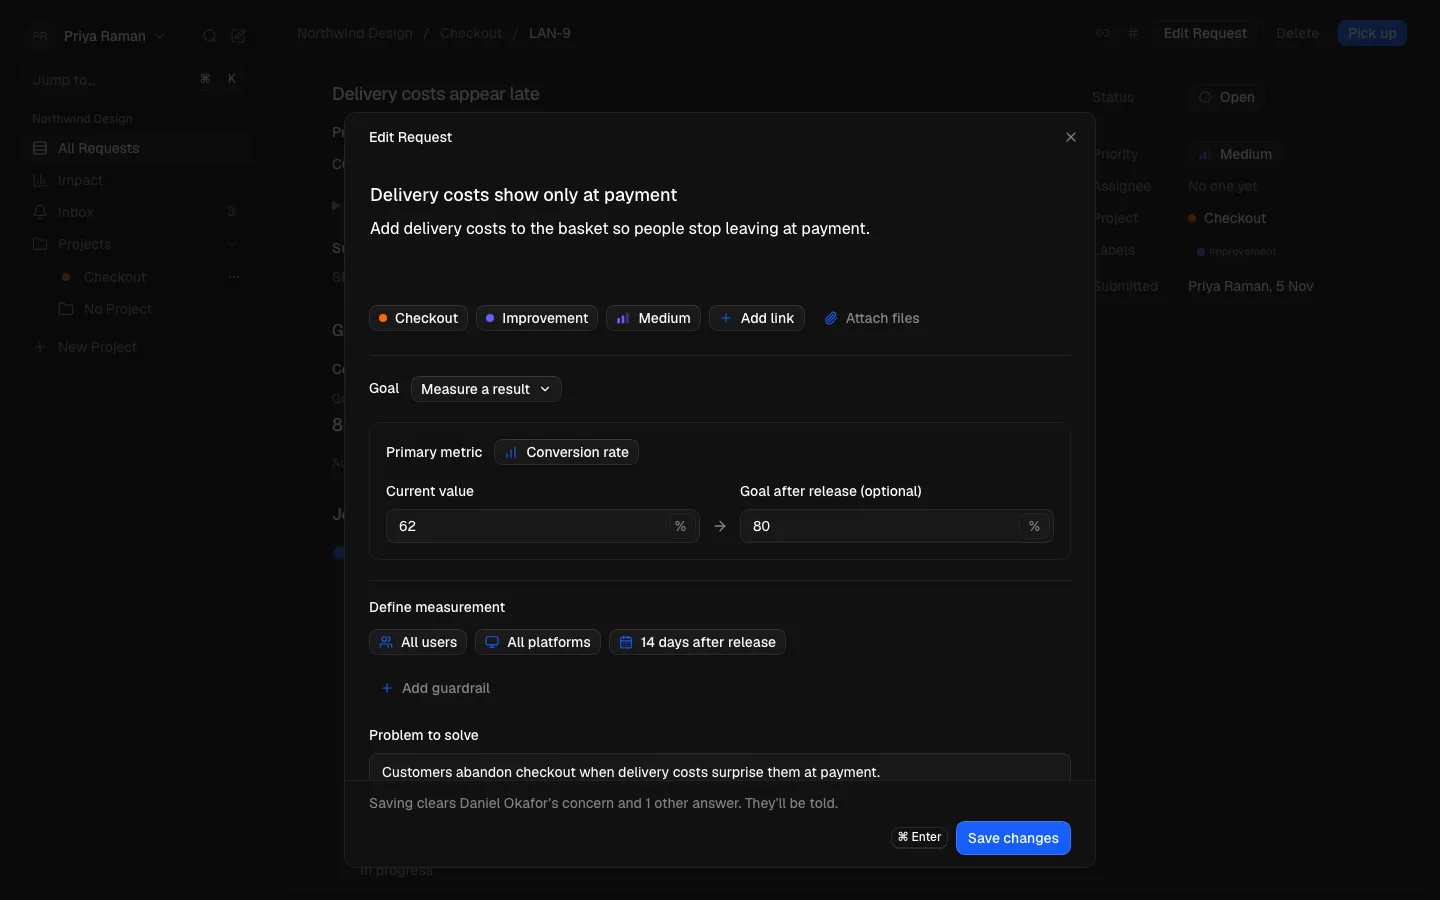 PR Priya Raman
Jump to... ⌘ K
Northwind Design
All Requests
Impact
Inbox 3
Projects
Checkout ...
No Project
New Project
Northwind Design / Checkout / LAN-9
# Edit Request Delete Pick up
Delivery costs appear late
Status Open
Priority Medium
Assignee No one yet
Project Checkout
Labels Improvement
Submitted Priya Raman, 5 Nov
Edit Request
Delivery costs show only at payment
Add delivery costs to the basket so people stop leaving at payment.
Checkout Improvement Medium Add link Attach files
Goal Measure a result
Primary metric Conversion rate
Current value Goal after release (optional)
62 % → 80 %
Define measurement
All users All platforms 14 days after release
Add guardrail
Problem to solve
Customers abandon checkout when delivery costs surprise them at payment.
Saving clears Daniel Okafor's concern and 1 other answer. They'll be told.
⌘ Enter Save changes
In progress